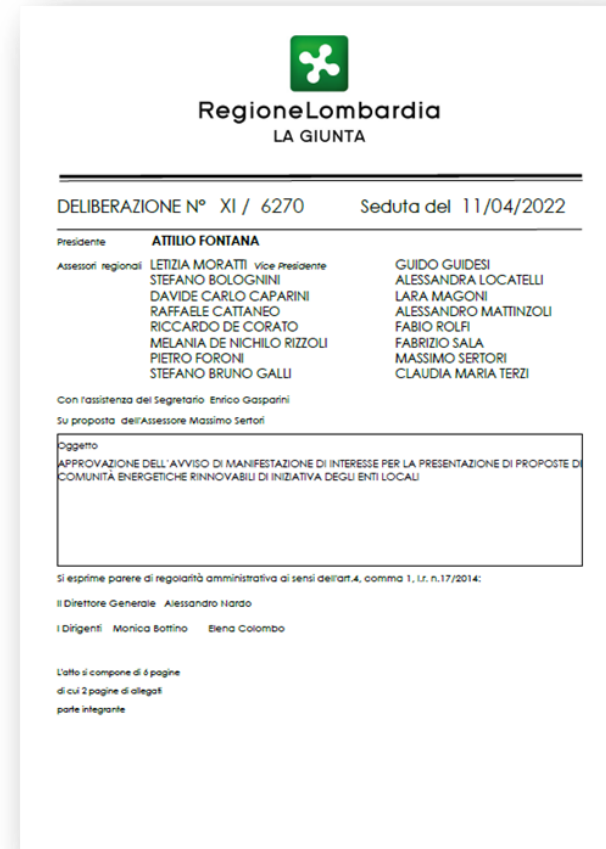 RegioneLombardia
LA GIUNTA
DELIBERAZIONE N° XI / 6270 Seduta del 11/04/2022
Presidente ATTILIO FONTANA
Assessori regionali LETIZIA MORATTI Vice Presidente GUIDO GUIDESI
STEFANO BOLOGNINI ALESSANDRA LOCATELLI
DAVIDE CARLO CAPARINI LARA MAGONI
RAFFAELE CATTANEO ALESSANDRO MATTINZOLI
RICCARDO DE CORATO FABIO ROLFI
MELANIA DE NICHILO RIZZOLI FABRIZIO SALA
PIETRO FORONI MASSIMO SERTORI
STEFANO BRUNO GALLI CLAUDIA MARIA TERZI
Con l'assistenza del Segretario Enrico Gasparini
Su proposta dell'Assessore Massimo Sertori
Oggetto
APPROVAZIONE DELL'AVVISO DI MANIFESTAZIONE DI INTERESSE PER LA PRESENTAZIONE DI PROPOSTE DI
COMUNITÀ ENERGETICHE RINNOVABILI DI INIZIATIVA DEGLI ENTI LOCALI
Si esprime parere di regolarità amministrativa ai sensi dell'art.4, comma 1, l.r. n.17/2014:
Il Direttore Generale Alessandro Nardo
I Dirigenti Monica Bottino Elena Colombo
L'atto si compone di 6 pagine
di cui 2 pagine di allegati
parte integrante